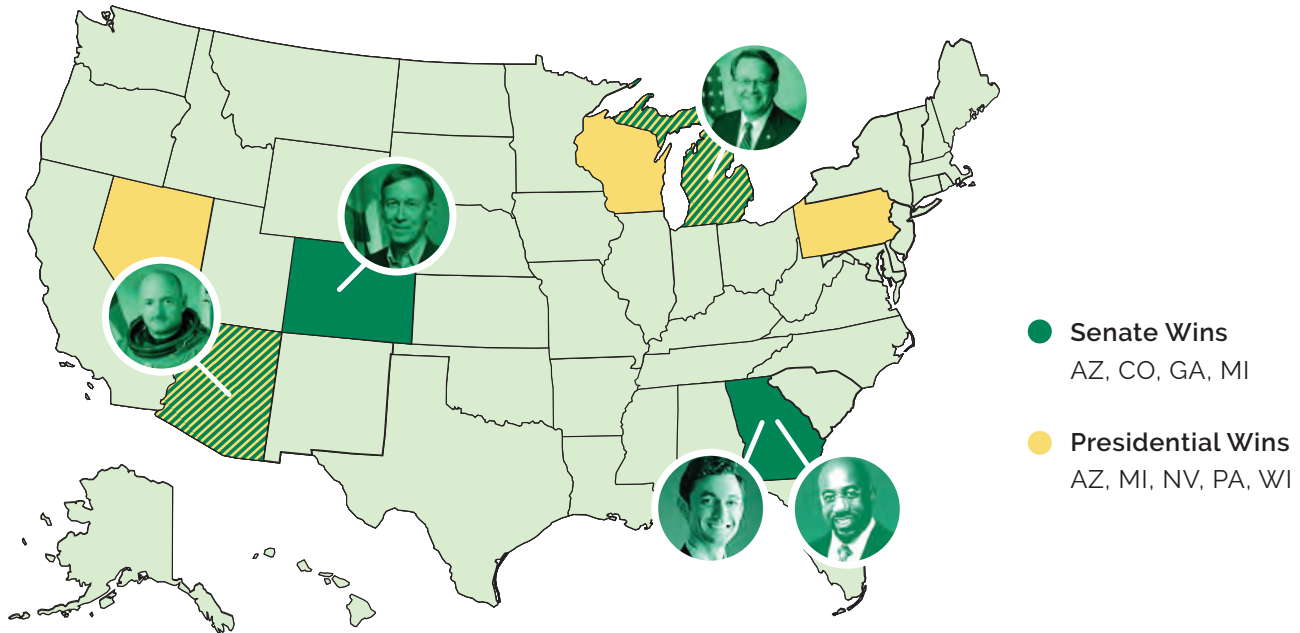 Senate Wins
AZ, CO, GA, MI
Presidential Wins
AZ, MI, NV, PA, WI